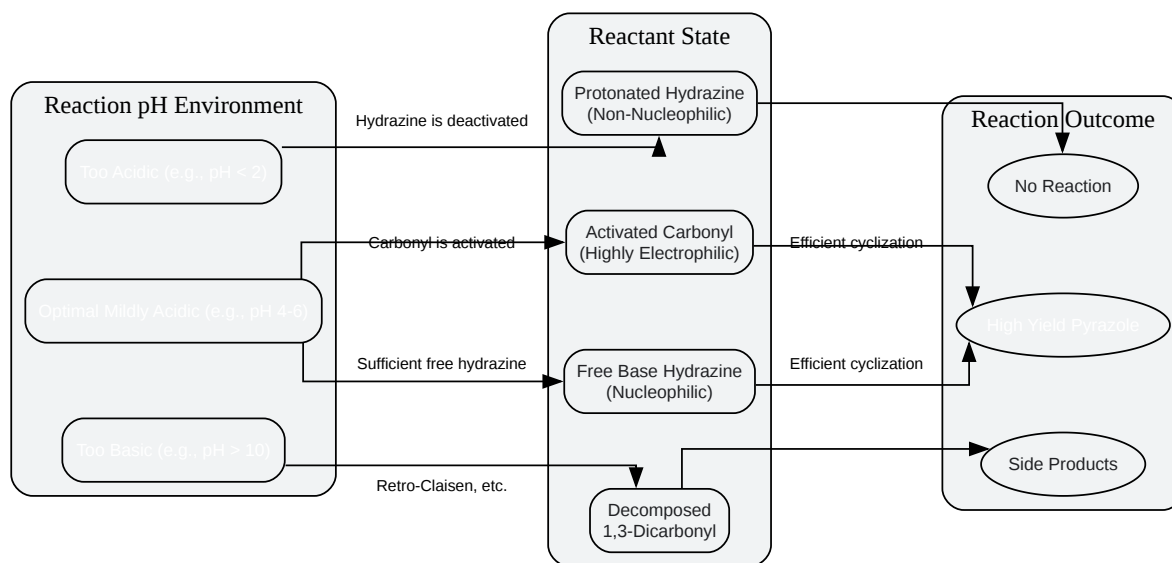 Reaction pH Environment
Too Acidic (e.g., pH < 2)
Optimal Mildly Acidic (e.g., pH 4-6)
Too Basic (e.g., pH > 10)
Hydrazine is deactivated
Carbonyl is activated
Sufficient free hydrazine
Retro-Claisen, etc.
Reactant State
Protonated Hydrazine
(Non-Nucleophilic)
Activated Carbonyl
(Highly Electrophilic)
Free Base Hydrazine
(Nucleophilic)
Decomposed
1,3-Dicarbonyl
Efficient cyclization
Efficient cyclization
Reaction Outcome
No Reaction
High Yield Pyrazole
Side Products